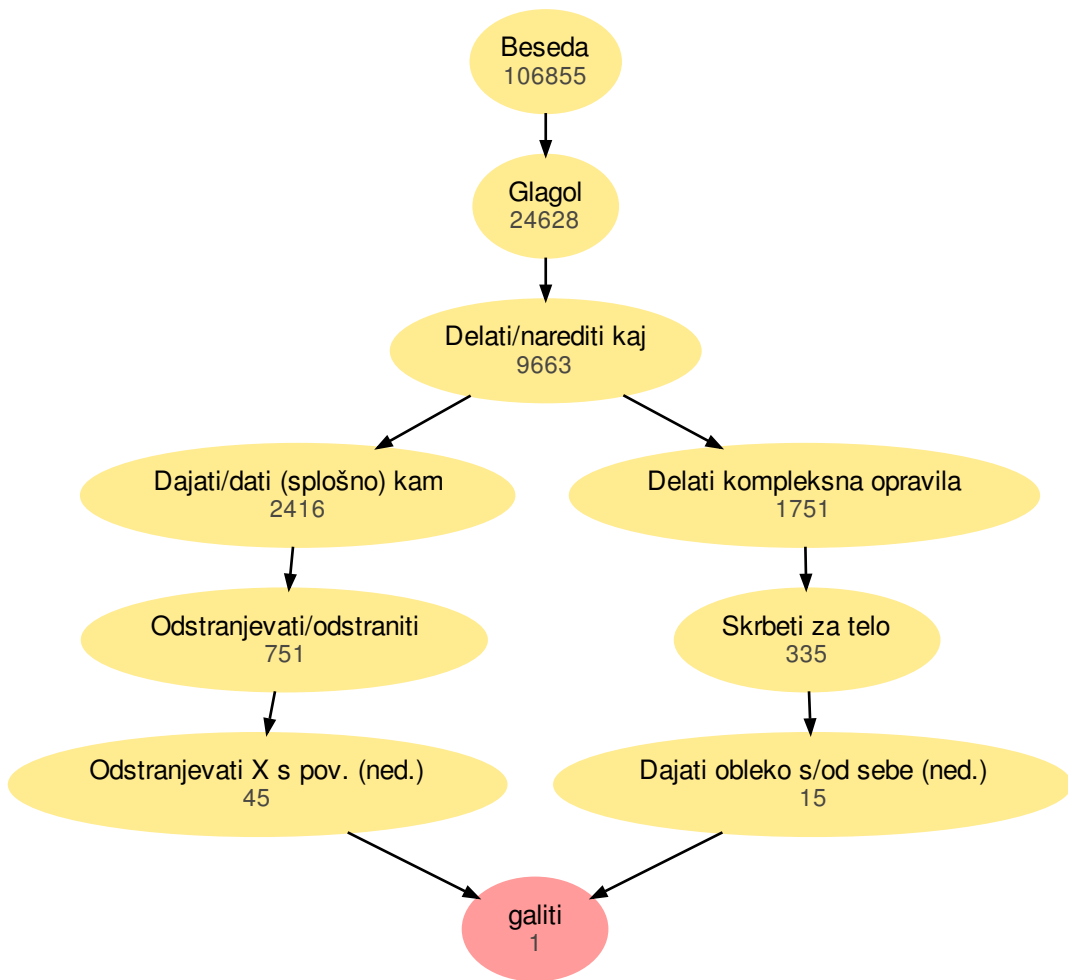 Beseda
106855
Glagol
24628
Delati/narediti kaj
9663
Dajati/dati (splošno) kam
2416
Delati kompleksna opravila
1751
Odstranjevati/odstraniti
751
Skrbeti za telo
335
Odstranjevati X s pov. (ned.)
45
Dajati obleko s/od sebe (ned.)
15
galiti
1